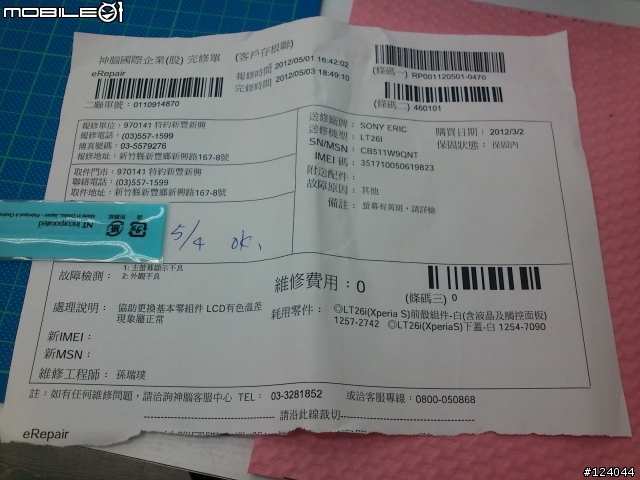 MOBILE01
神腦國際企業(股) 完修單 (客戶存根聯)
eRepair
報修時間 2012/05/01 16:42:02
完修時間 2012/05/03 18:49:10
(條碼一) RP001120501-0470
二聯單號: 0110914870
(條碼二) 460101
報修單位: 970141 特約新豐新興
報修電話: (03)557-1599
傳真號碼: 03-5579276
報修地址: 新竹縣新豐鄉新興路167-8號
取件門市: 970141 特約新豐新興
聯絡電話: (03)557-1599
取件地址: 新竹縣新豐鄉新興路167-8號
送修廠牌: SONY ERIC
購買日期: 2012/3/2
送修機型: LT26I
保固狀態: 保固內
SN/MSN: CB511W9QNT
IMEI 碼: 351710050619823
附送配件:
故障原因: 其他
備註: 螢幕有黃斑,請詳檢
NT Incorporated
5/4 OK,
故障檢測: 1: 主螢幕顯示不良
2: 外觀不良
維修費用: 0
(條碼三) 0
處理說明: 協助更換基本零組件 LCD有色溫差
現象屬正常
耗用零件: ◎LT26i(Xperia S)前殼組件-白(含液晶及觸控面板)
1257-2742 ◎LT26i(XperiaS)下蓋-白 1254-7090
新IMEI:
新MSN:
維修工程師: 孫瑞璞
註: 如有任何維修問題, 請洽詢神腦客服中心 TEL: 03-3281852 或洽客服專線: 0800-050868
請沿此線裁切
eRepair
#124044